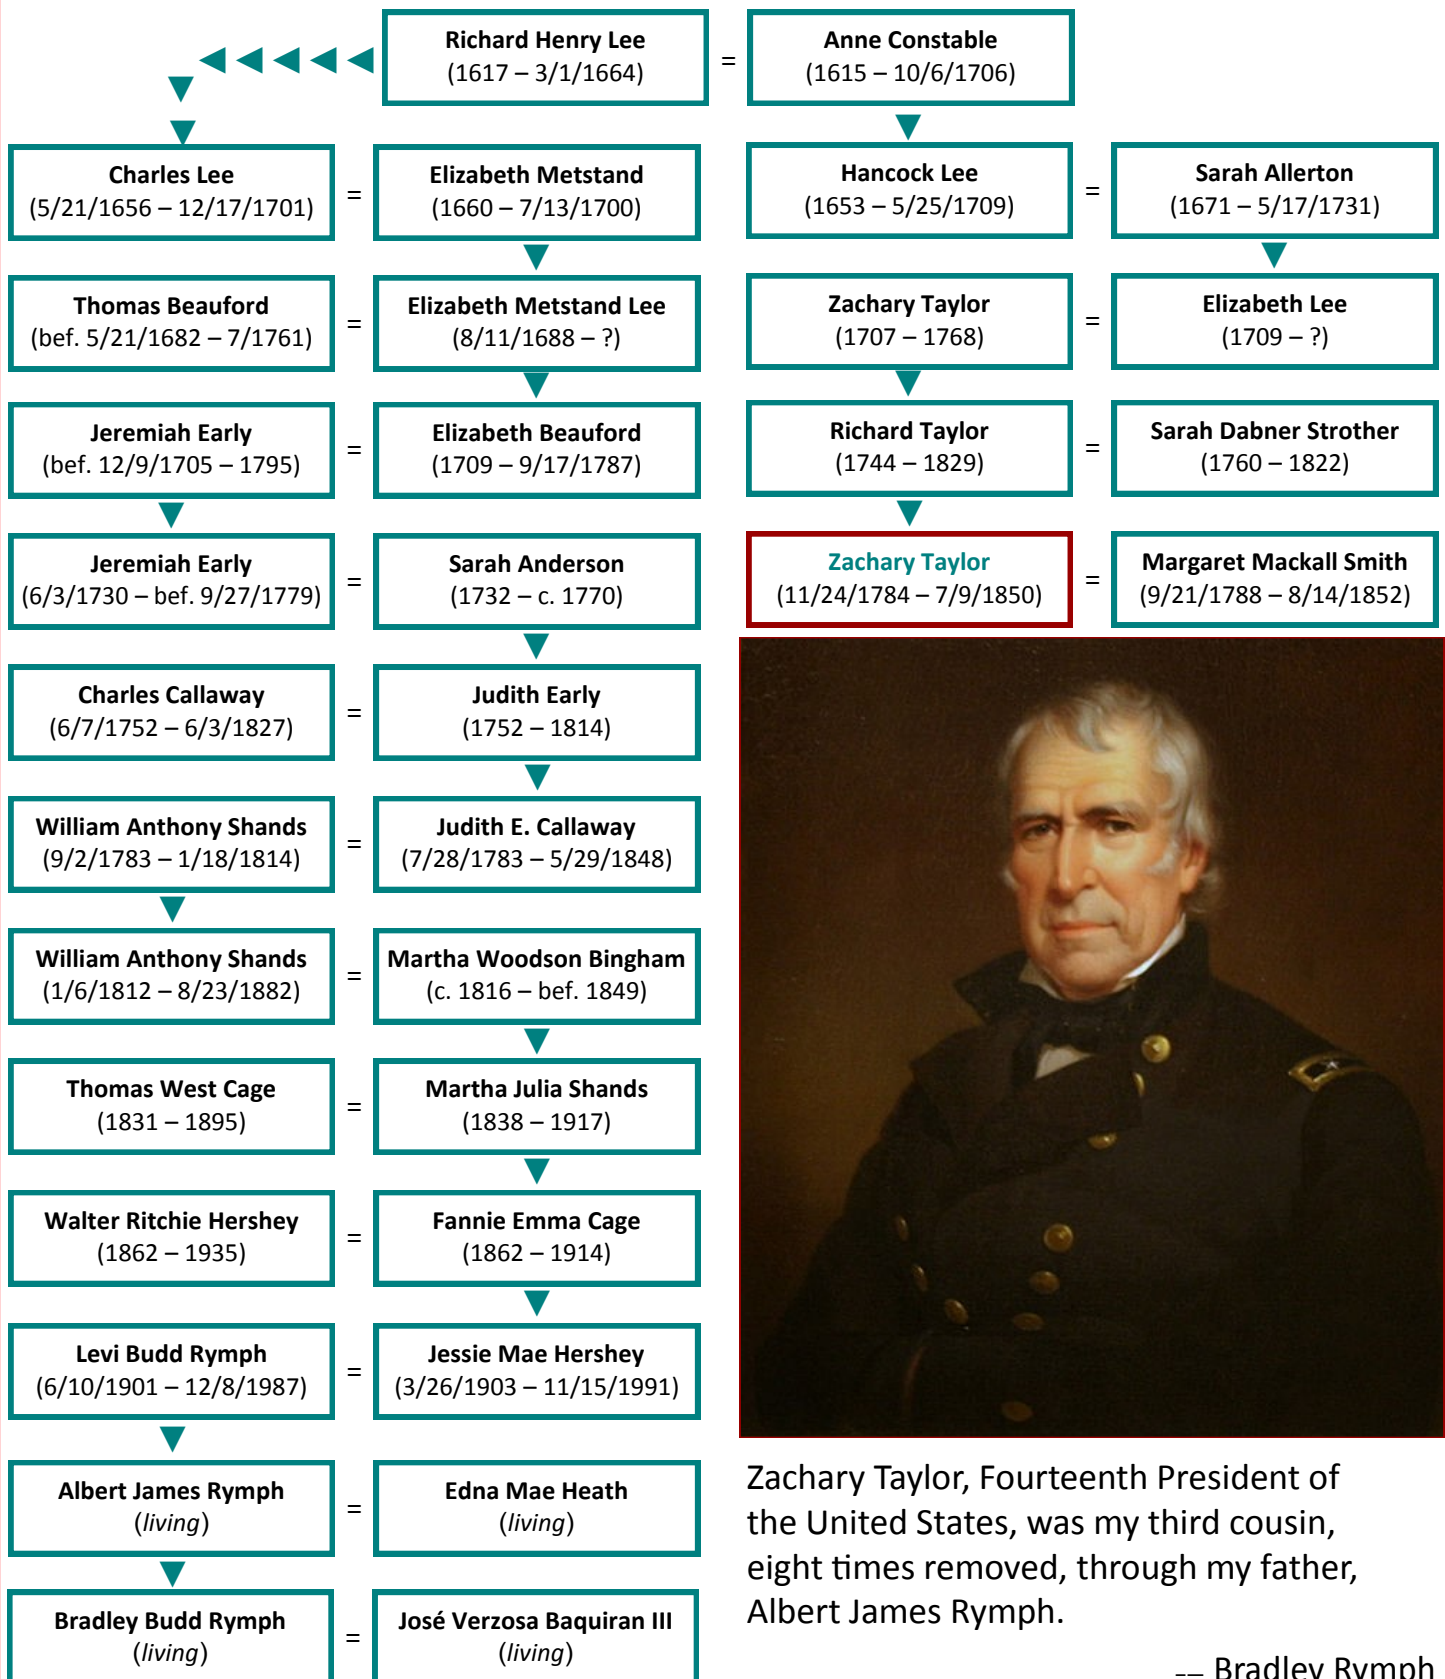 Richard Henry Lee
(1617 – 3/1/1664)
=
Anne Constable
(1615 – 10/6/1706)
Charles Lee
(5/21/1656 – 12/17/1701)
=
Elizabeth Metstand
(1660 – 7/13/1700)
Hancock Lee
(1653 – 5/25/1709)
=
Sarah Allerton
(1671 – 5/17/1731)
Thomas Beauford
(bef. 5/21/1682 – 7/1761)
=
Elizabeth Metstand Lee
(8/11/1688 – ?)
Zachary Taylor
(1707 – 1768)
=
Elizabeth Lee
(1709 – ?)
Jeremiah Early
(bef. 12/9/1705 – 1795)
=
Elizabeth Beauford
(1709 – 9/17/1787)
Richard Taylor
(1744 – 1829)
=
Sarah Dabner Strother
(1760 – 1822)
Jeremiah Early
(6/3/1730 – bef. 9/27/1779)
=
Sarah Anderson
(1732 – c. 1770)
Zachary Taylor
(11/24/1784 – 7/9/1850)
=
Margaret Mackall Smith
(9/21/1788 – 8/14/1852)
Charles Callaway
(6/7/1752 – 6/3/1827)
=
Judith Early
(1752 – 1814)
William Anthony Shands
(9/2/1783 – 1/18/1814)
=
Judith E. Callaway
(7/28/1783 – 5/29/1848)
William Anthony Shands
(1/6/1812 – 8/23/1882)
=
Martha Woodson Bingham
(c. 1816 – bef. 1849)
Thomas West Cage
(1831 – 1895)
=
Martha Julia Shands
(1838 – 1917)
Walter Ritchie Hershey
(1862 – 1935)
=
Fannie Emma Cage
(1862 – 1914)
Levi Budd Rymph
(6/10/1901 – 12/8/1987)
=
Jessie Mae Hershey
(3/26/1903 – 11/15/1991)
Albert James Rymph
(living)
=
Edna Mae Heath
(living)
Bradley Budd Rymph
(living)
=
José Verzosa Baquiran III
(living)
Zachary Taylor, Fourteenth President of
the United States, was my third cousin,
eight times removed, through my father,
Albert James Rymph.
-– Bradley Rymph